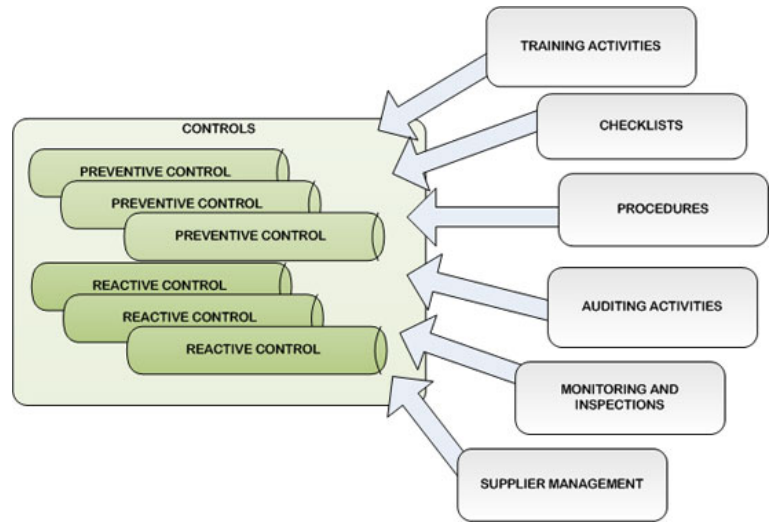 CONTROLS
PREVENTIVE CONTROL
PREVENTIVE CONTROL
PREVENTIVE CONTROL
REACTIVE CONTROL
REACTIVE CONTROL
REACTIVE CONTROL
TRAINING ACTIVITIES
CHECKLISTS
PROCEDURES
AUDITING ACTIVITIES
MONITORING AND
INSPECTIONS
SUPPLIER MANAGEMENT